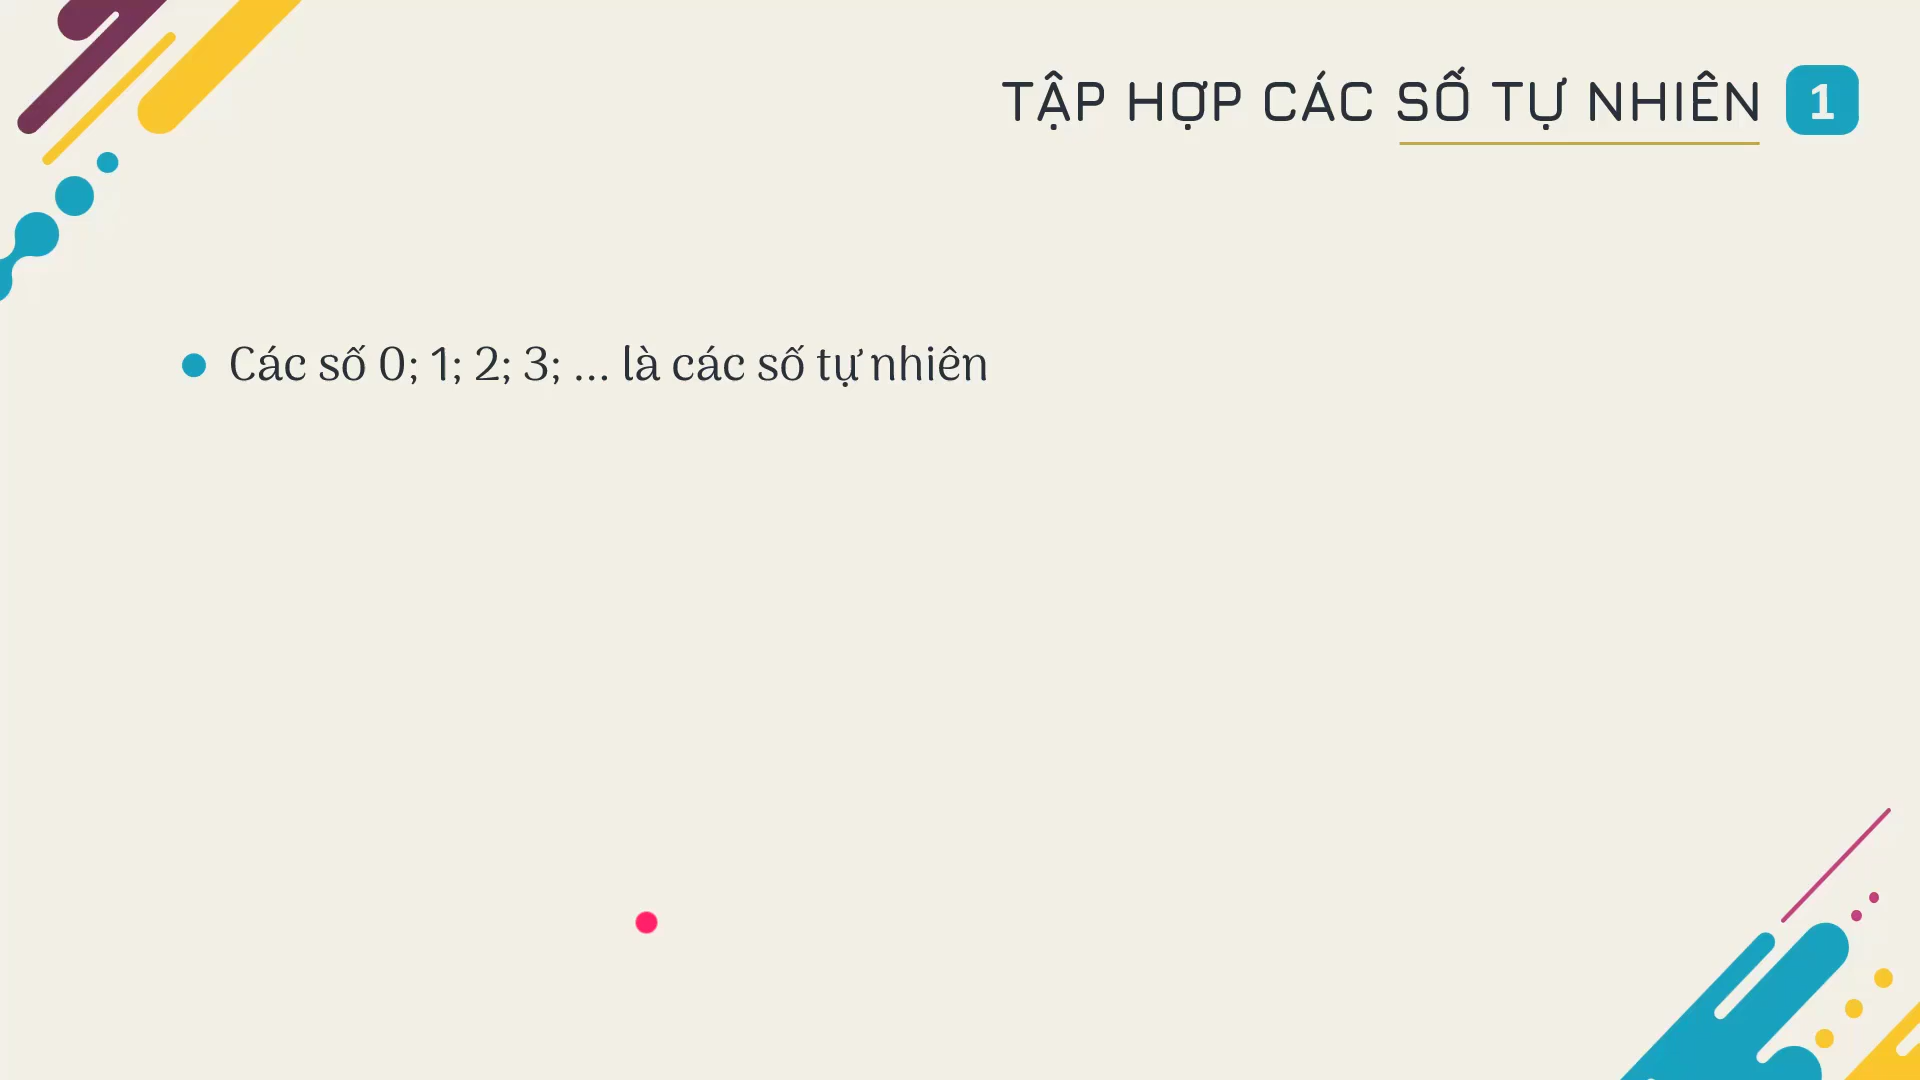 TẬP HỢP CÁC SỐ TỰ NHIÊN 1
Các số 0; 1; 2; 3; ... là các số tự nhiên